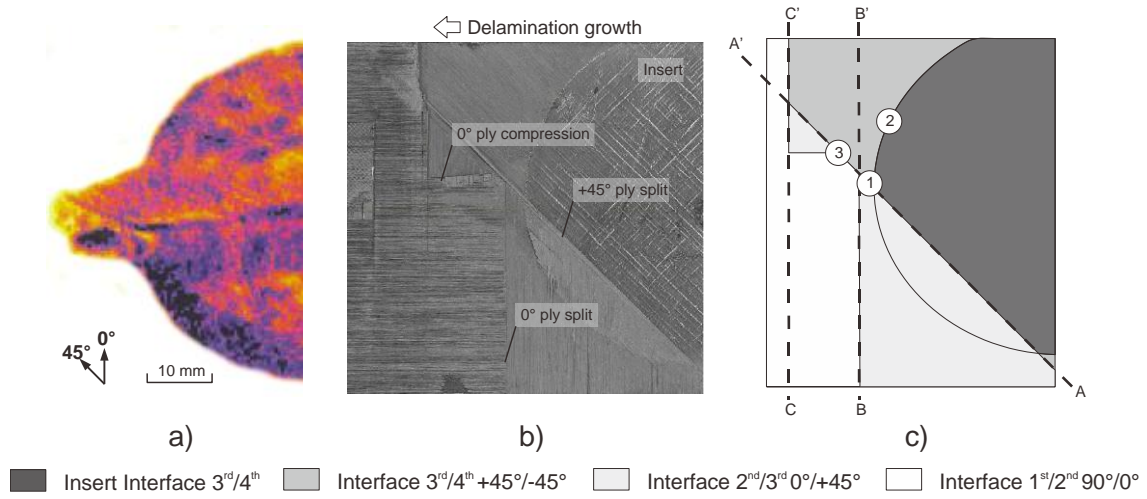 Delamination growth
Insert
0° ply compression
+45° ply split
0° ply split
45°
0°
10 mm
C'
B'
A'
2
3
1
C
B
A
a)
b)
c)
Insert Interface 3rd/4th
Interface 3rd/4th +45°/-45°
Interface 2nd/3rd 0°/+45°
Interface 1st/2nd 90°/0°